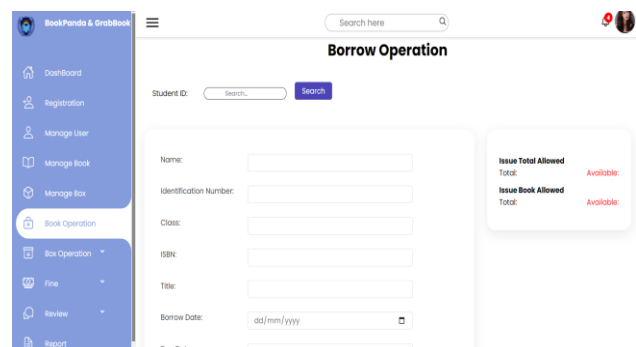 BookPanda & GrabBook
Search here
4
Borrow Operation
DashBoard
Registration
Manage User
Manage Book
Manage Box
Book Operation
Box Operation
Fine
Review
Report
Student ID:
Search..
Search
Name:
Identification Number:
Class:
ISBN:
Title:
Borrow Date:
dd/mm/yyyy
Issue Total Allowed
Total:
Available:
Issue Book Allowed
Total:
Available: